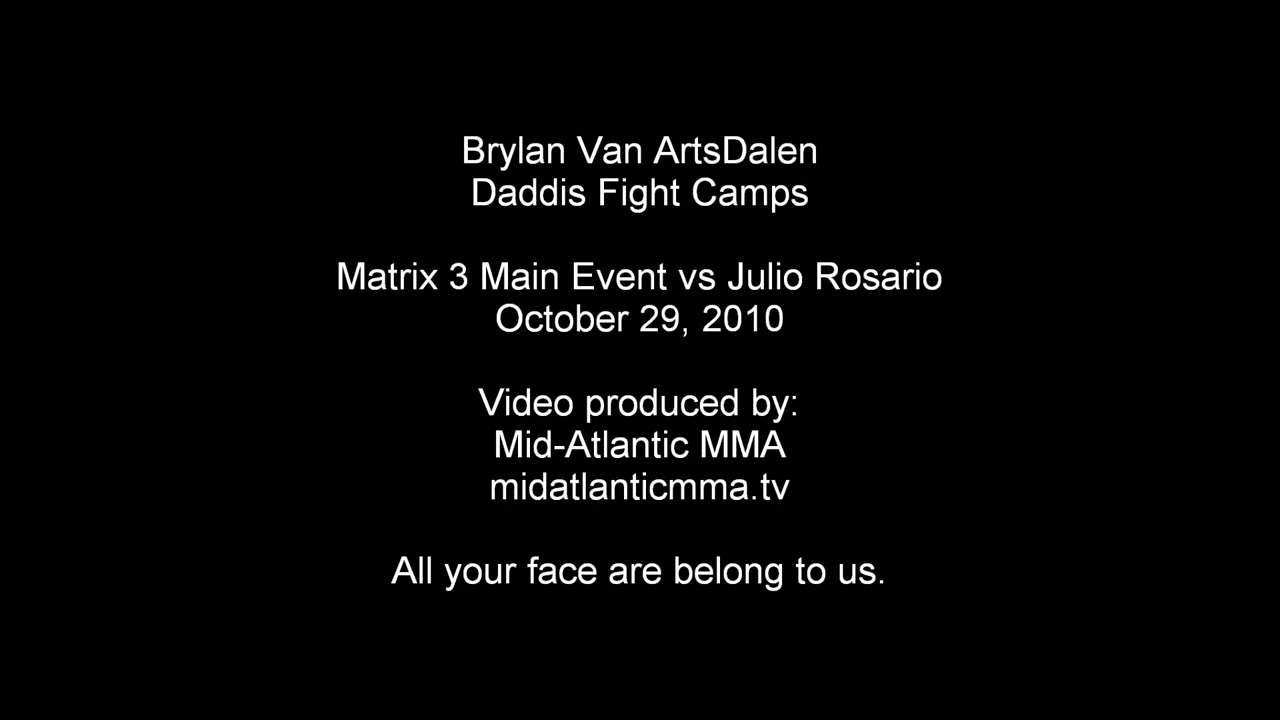 Brylan Van ArtsDalen
Daddis Fight Camps
Matrix 3 Main Event vs Julio Rosario
October 29, 2010
Video produced by:
Mid-Atlantic MMA
midatlanticmma.tv
All your face are belong to us.